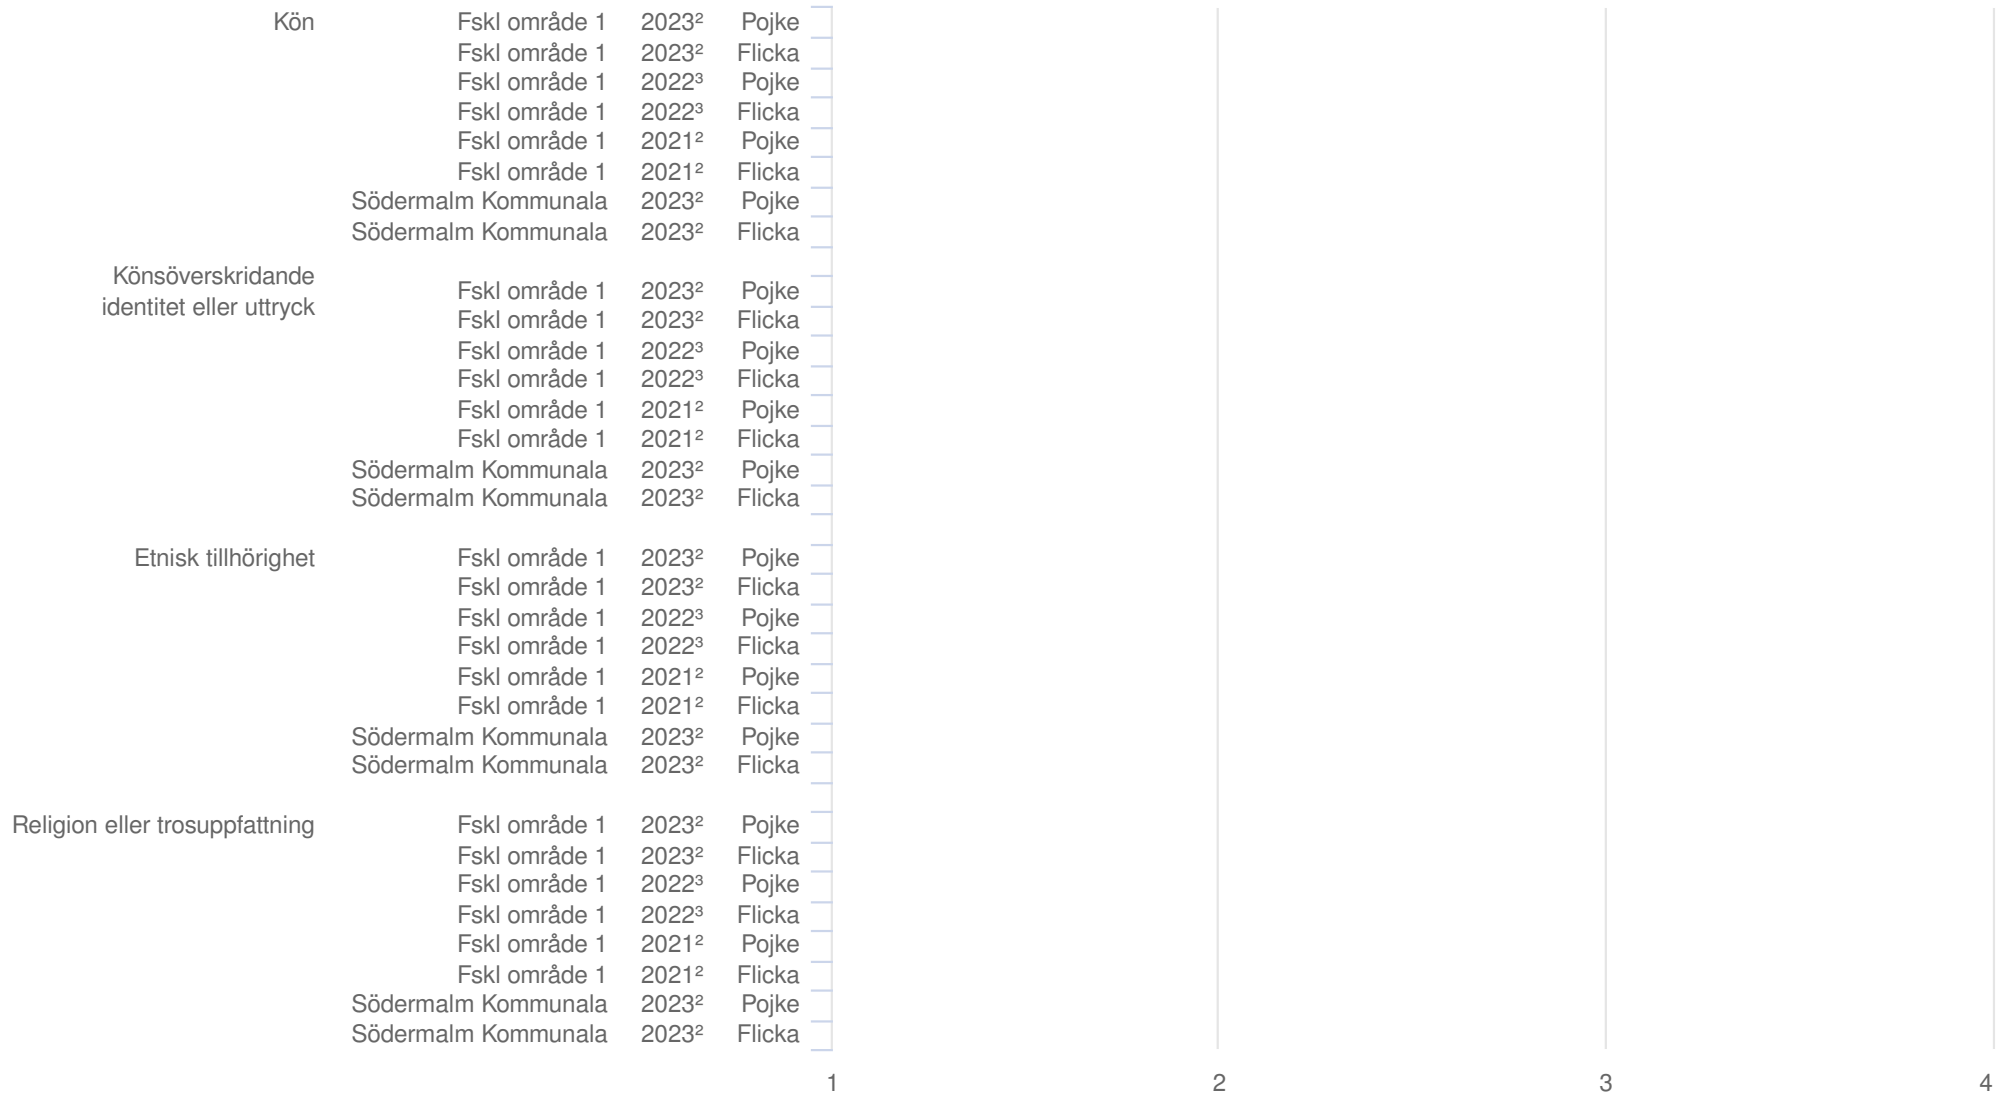 Kön Fskl område 1 2023² Pojke
Fskl område 1 2023² Flicka
Fskl område 1 2022³ Pojke
Fskl område 1 2022³ Flicka
Fskl område 1 2021² Pojke
Fskl område 1 2021² Flicka
Södermalm Kommunala 2023² Pojke
Södermalm Kommunala 2023² Flicka
Könsöverskridande
identitet eller uttryck
Fskl område 1 2023² Pojke
Fskl område 1 2023² Flicka
Fskl område 1 2022³ Pojke
Fskl område 1 2022³ Flicka
Fskl område 1 2021² Pojke
Fskl område 1 2021² Flicka
Södermalm Kommunala 2023² Pojke
Södermalm Kommunala 2023² Flicka
Etnisk tillhörighet Fskl område 1 2023² Pojke
Fskl område 1 2023² Flicka
Fskl område 1 2022³ Pojke
Fskl område 1 2022³ Flicka
Fskl område 1 2021² Pojke
Fskl område 1 2021² Flicka
Södermalm Kommunala 2023² Pojke
Södermalm Kommunala 2023² Flicka
Religion eller trosuppfattning Fskl område 1 2023² Pojke
Fskl område 1 2023² Flicka
Fskl område 1 2022³ Pojke
Fskl område 1 2022³ Flicka
Fskl område 1 2021² Pojke
Fskl område 1 2021² Flicka
Södermalm Kommunala 2023² Pojke
Södermalm Kommunala 2023² Flicka
1 2 3 4